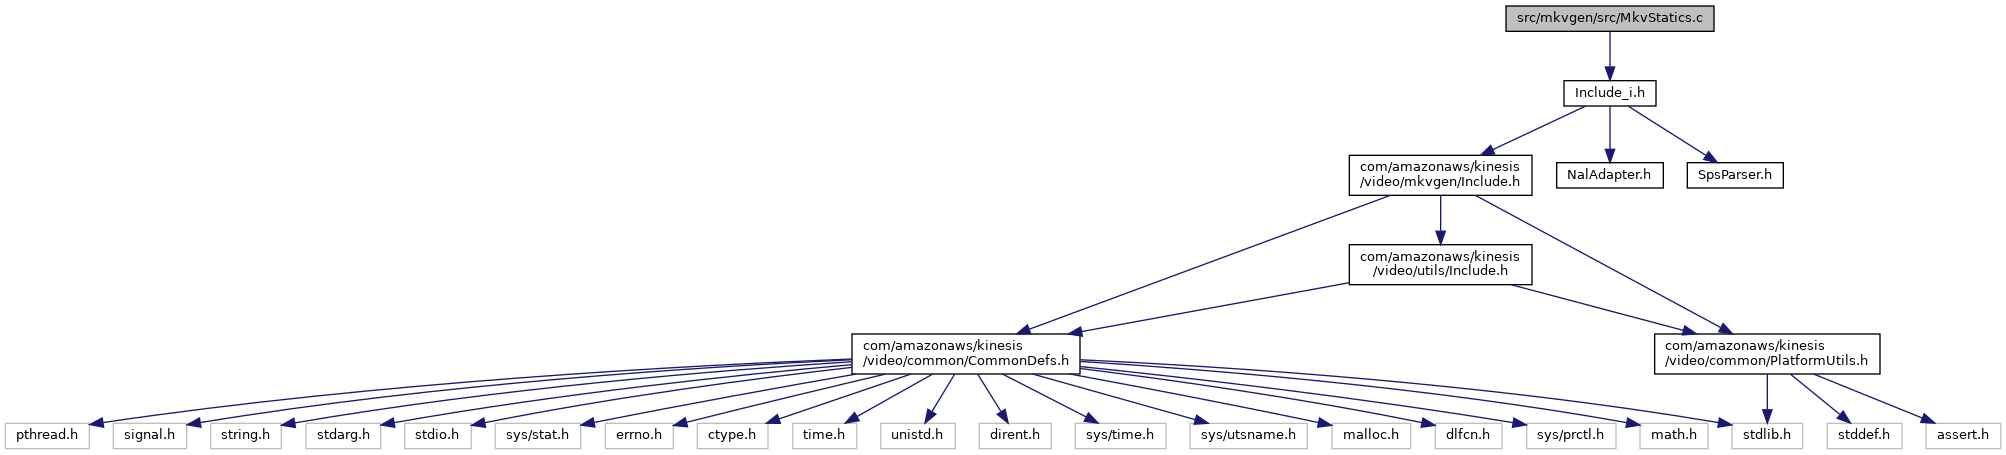 src/mkvgen/src/MkvStatics.c
Include_i.h
com/amazonaws/kinesis
/video/mkvgen/Include.h
NalAdapter.h
SpsParser.h
com/amazonaws/kinesis
/video/utils/Include.h
com/amazonaws/kinesis
/video/common/CommonDefs.h
com/amazonaws/kinesis
/video/common/PlatformUtils.h
pthread.h
signal.h
string.h
stdarg.h
stdio.h
sys/stat.h
errno.h
ctype.h
time.h
unistd.h
dirent.h
sys/time.h
sys/utsname.h
malloc.h
dlfcn.h
sys/prctl.h
math.h
stdlib.h
stddef.h
assert.h